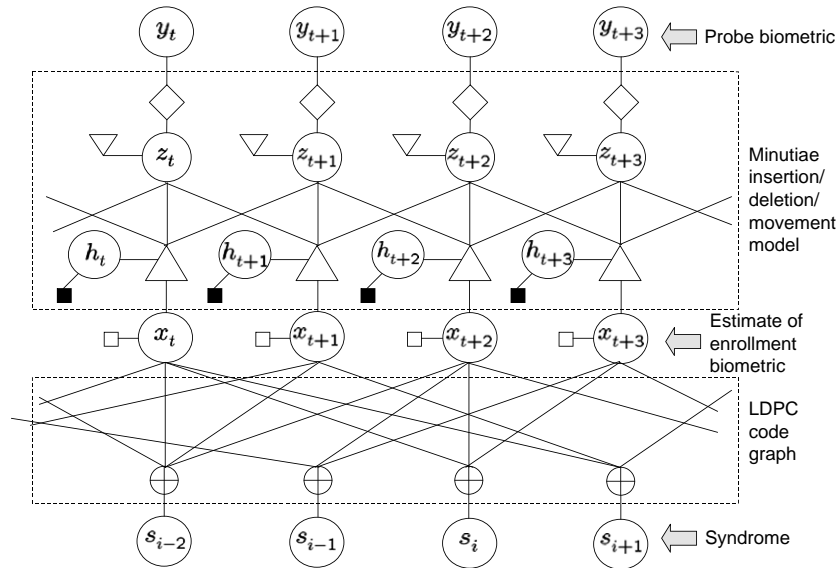 y_t y_{t+1} y_{t+2} y_{t+3} Probe biometric
z_t z_{t+1} z_{t+2} z_{t+3}
Minutiae
insertion/
deletion/
movement
model
h_t h_{t+1} h_{t+2} h_{t+3}
x_t x_{t+1} x_{t+2} x_{t+3}
Estimate of
enrollment
biometric
LDPC
code
graph
s_{i-2} s_{i-1} s_i s_{i+1} Syndrome